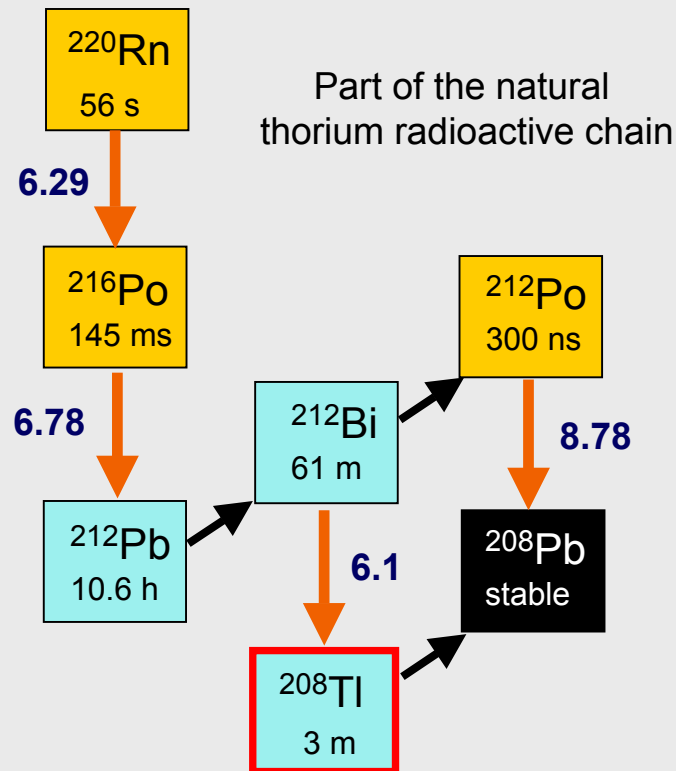 ²²⁰Rn
56 s
Part of the natural
thorium radioactive chain
6.29
²¹⁶Po
145 ms
²¹²Po
300 ns
6.78
²¹²Bi
61 m
8.78
²¹²Pb
10.6 h
6.1
²⁰⁸Pb
stable
²⁰⁸Tl
3 m